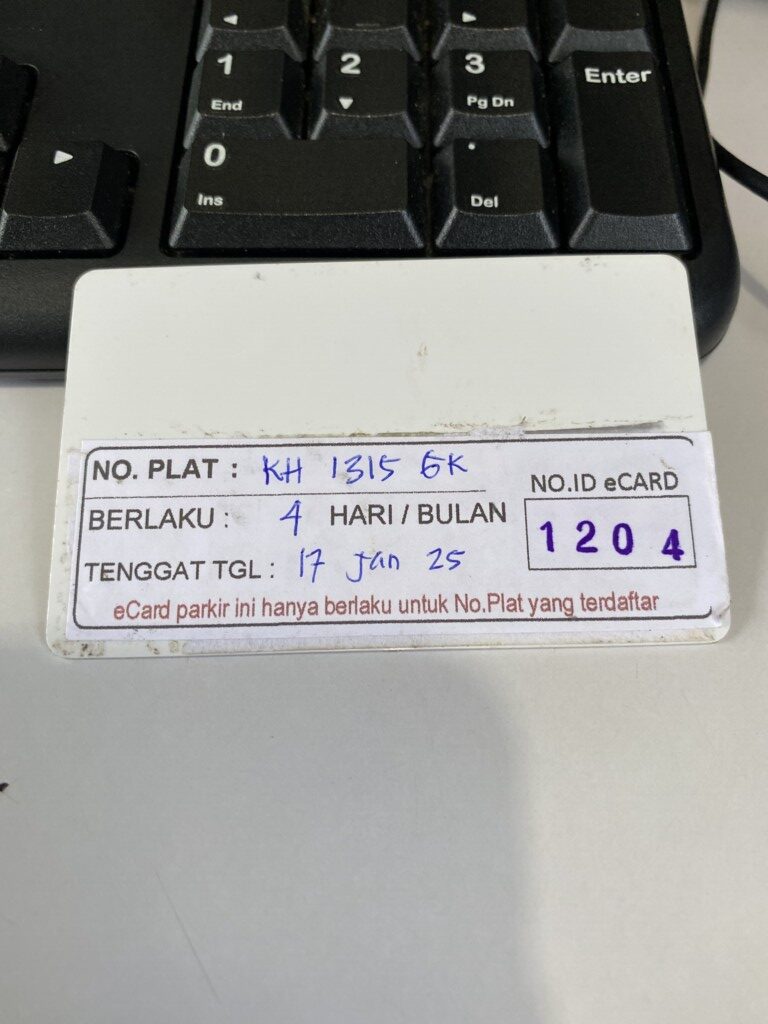 1 2 3 Enter
End Pg Dn
0 .
Ins Del
NO. PLAT : KH 1315 GK
NO.ID eCARD
BERLAKU : 4 HARI / BULAN
1204
TENGGAT TGL : 17 Jan 25
eCard parkir ini hanya berlaku untuk No.Plat yang terdaftar